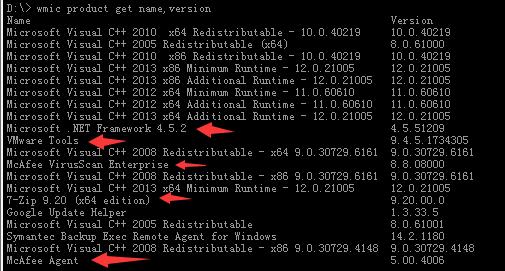 D:\> wmic product get name,version
Name Version
Microsoft Visual C++ 2010 x64 Redistributable - 10.0.40219 10.0.40219
Microsoft Visual C++ 2005 Redistributable (x64) 8.0.61000
Microsoft Visual C++ 2010 x86 Redistributable - 10.0.40219 10.0.40219
Microsoft Visual C++ 2013 x86 Minimum Runtime - 12.0.21005 12.0.21005
Microsoft Visual C++ 2013 x86 Additional Runtime - 12.0.21005 12.0.21005
Microsoft Visual C++ 2012 x64 Minimum Runtime - 11.0.60610 11.0.60610
Microsoft Visual C++ 2012 x64 Additional Runtime - 11.0.60610 11.0.60610
Microsoft Visual C++ 2013 x64 Additional Runtime - 12.0.21005 12.0.21005
Microsoft .NET Framework 4.5.2 4.5.51209
VMware Tools 9.4.5.1734305
Microsoft Visual C++ 2008 Redistributable - x64 9.0.30729.6161 9.0.30729.6161
McAfee VirusScan Enterprise 8.8.08000
Microsoft Visual C++ 2008 Redistributable - x86 9.0.30729.6161 9.0.30729.6161
Microsoft Visual C++ 2013 x64 Minimum Runtime - 12.0.21005 12.0.21005
7-Zip 9.20 (x64 edition) 9.20.00.0
Google Update Helper 1.3.33.5
Microsoft Visual C++ 2005 Redistributable 8.0.61001
Symantec Backup Exec Remote Agent for Windows 14.2.1180
Microsoft Visual C++ 2008 Redistributable - x86 9.0.30729.4148 9.0.30729.4148
McAfee Agent 5.00.4006